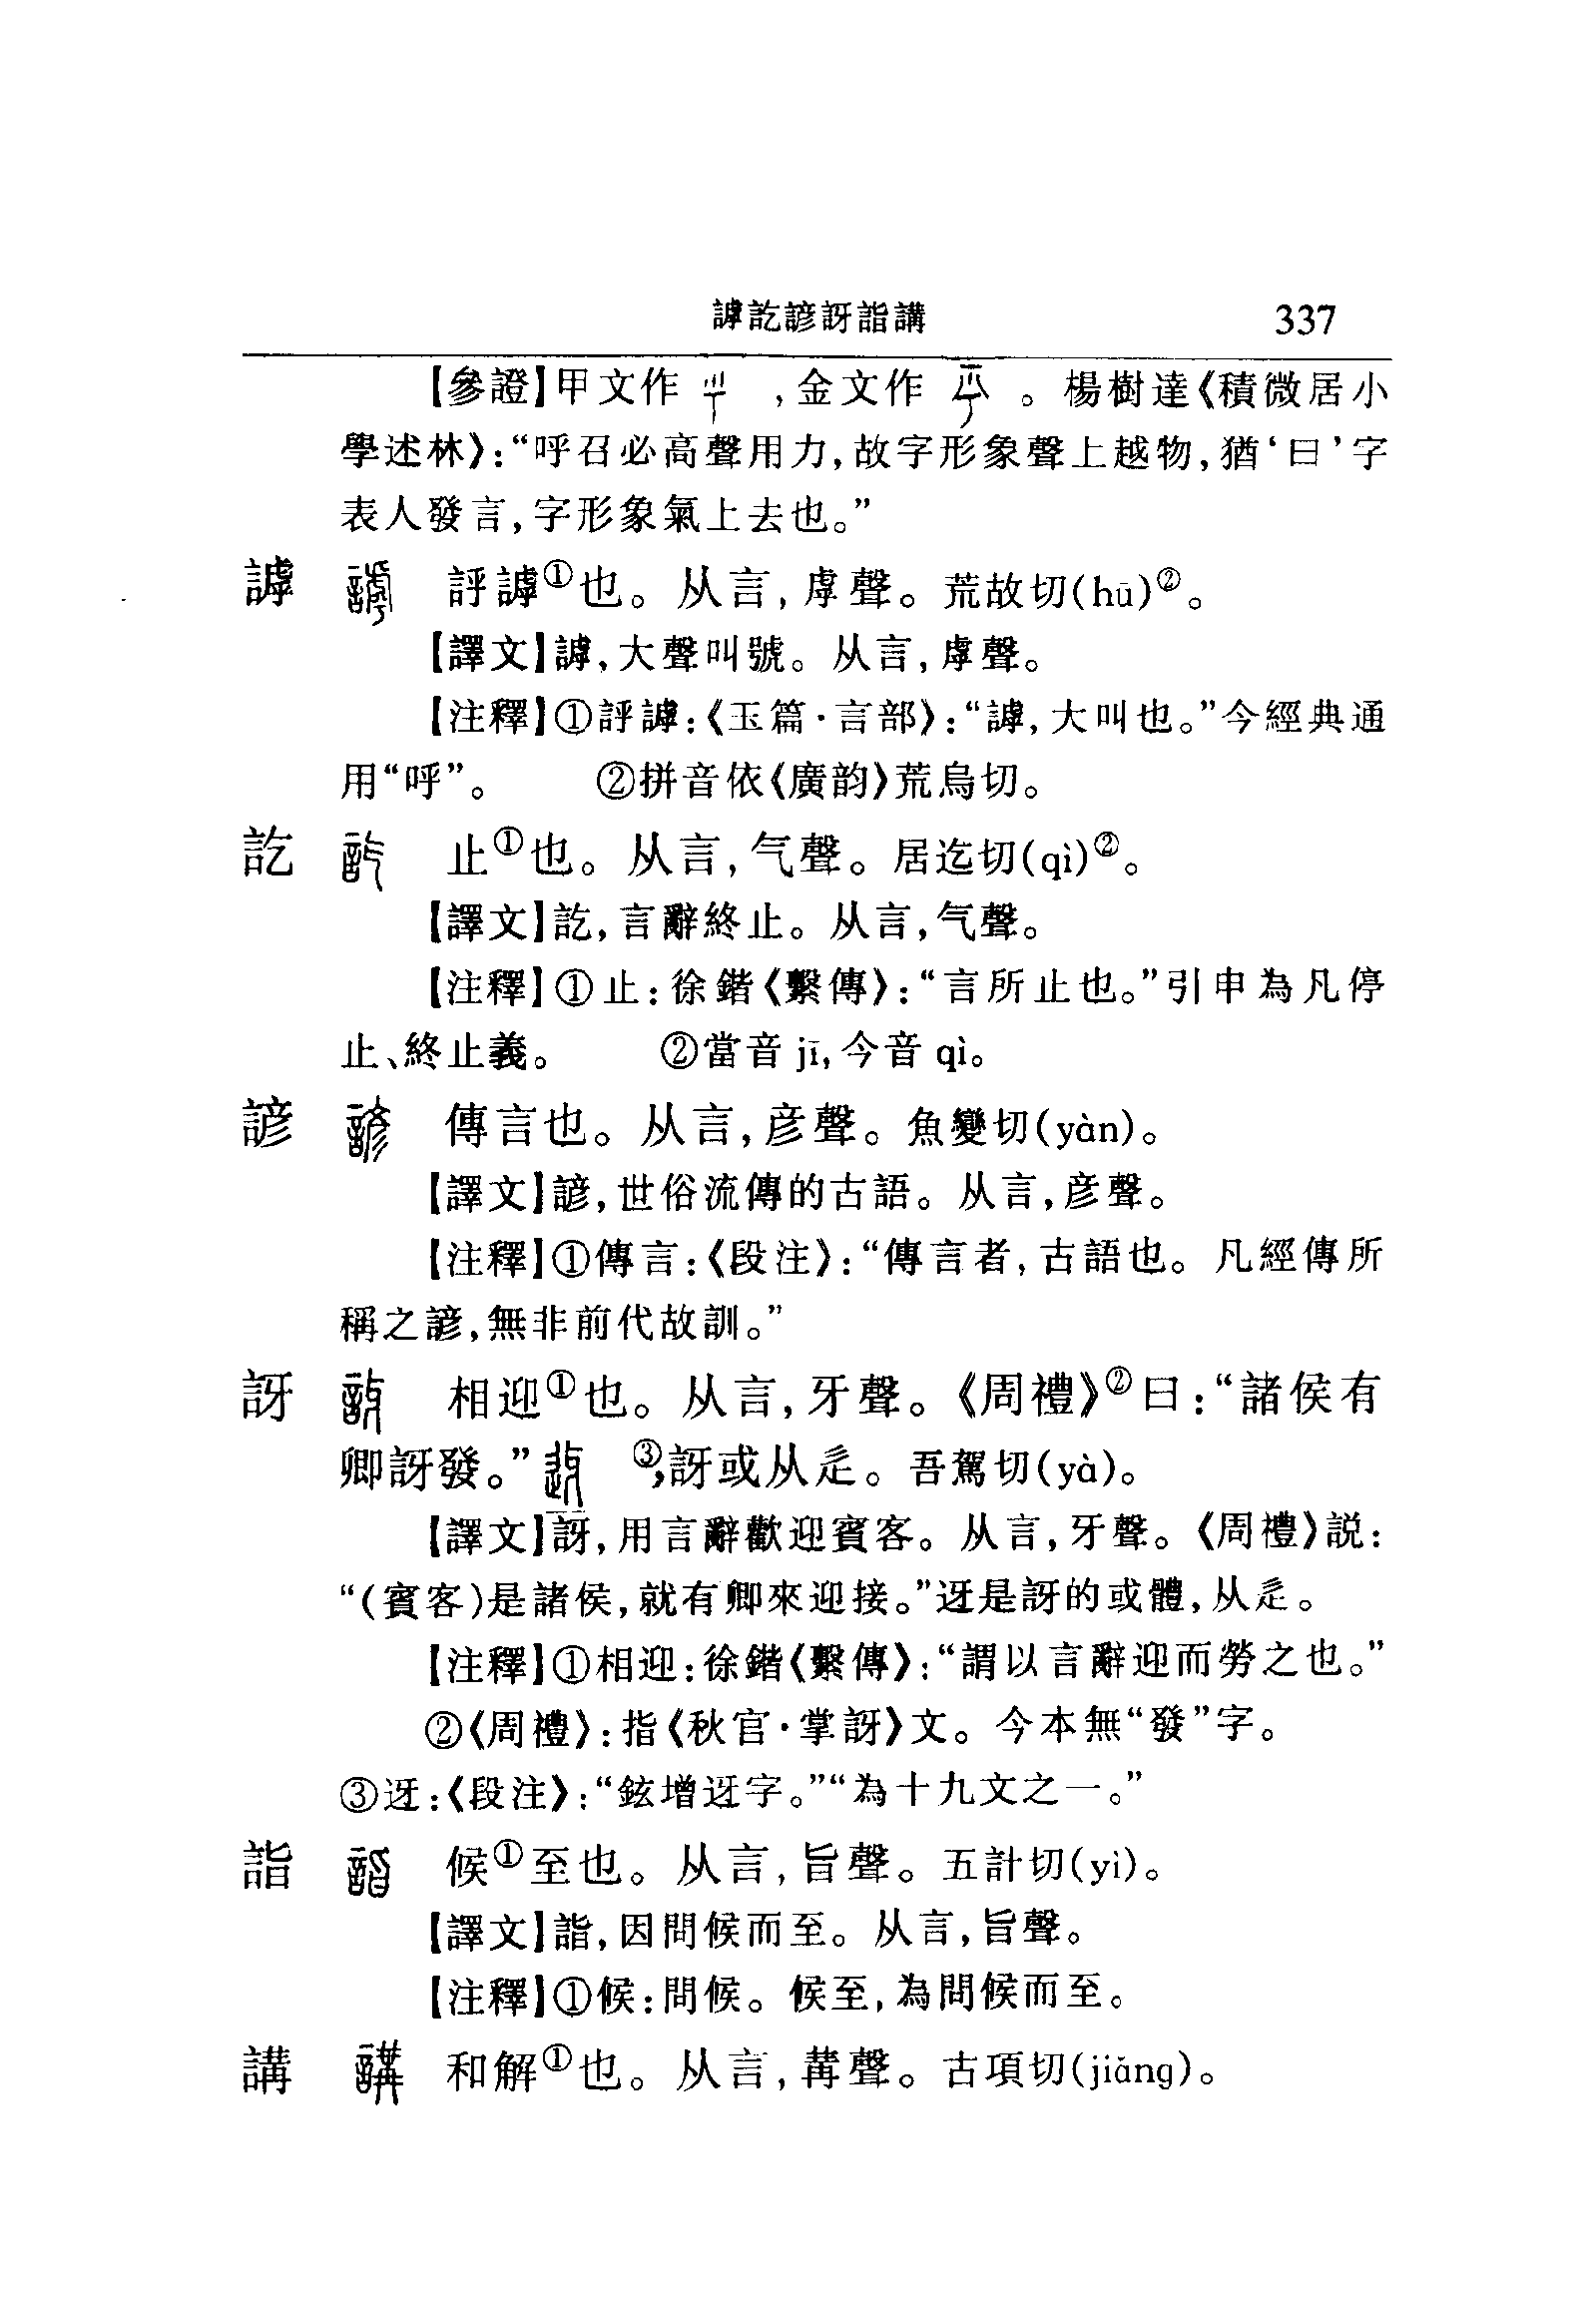 謼訖諺訝詣講 337
【參證】甲文作 ,金文作 。楊樹達《積微居小
學述林》:“呼召必高聲用力,故字形象聲上越物,猶‘曰’字
表人發言,字形象氣上去也。”
謼 評謼①也。从言,虖聲。荒故切(hū)②。
【譯文】謼,大聲叫號。从言,虖聲。
【注釋】①評謼:《玉篇·言部》:“謼,大叫也。”今經典通
用“呼”。 ②拼音依《廣韵》荒烏切。
訖 止①也。从言,气聲。居迄切(qì)②。
【譯文】訖,言辭終止。从言,气聲。
【注釋】①止:徐鍇《繫傳》:“言所止也。”引申為凡停
止、終止義。 ②當音jī,今音qì。
諺 傳言也。从言,彦聲。魚變切(yàn)。
【譯文】諺,世俗流傳的古語。从言,彦聲。
【注釋】①傳言:《段注》:“傳言者,古語也。凡經傳所
稱之諺,無非前代故訓。”
訝 相迎①也。从言,牙聲。《周禮》②曰:“諸侯有
卿訝發。” ③,訝或从辵。吾駕切(yà)。
【譯文】訝,用言辭歡迎賓客。从言,牙聲。《周禮》説:
“(賓客)是諸侯,就有卿來迎接。”迓是訝的或體,从辵。
【注釋】①相迎:徐鍇《繫傳》:“謂以言辭迎而勞之也。”
②《周禮》:指《秋官·掌訝》文。今本無“發”字。
③迓:《段注》:“鉉增迓字。”“為十九文之一。”
詣 候①至也。从言,旨聲。五計切(yì)。
【譯文】詣,因問候而至。从言,旨聲。
【注釋】①候:問候。候至,為問候而至。
講 和解①也。从言,冓聲。古項切(jiǎng)。